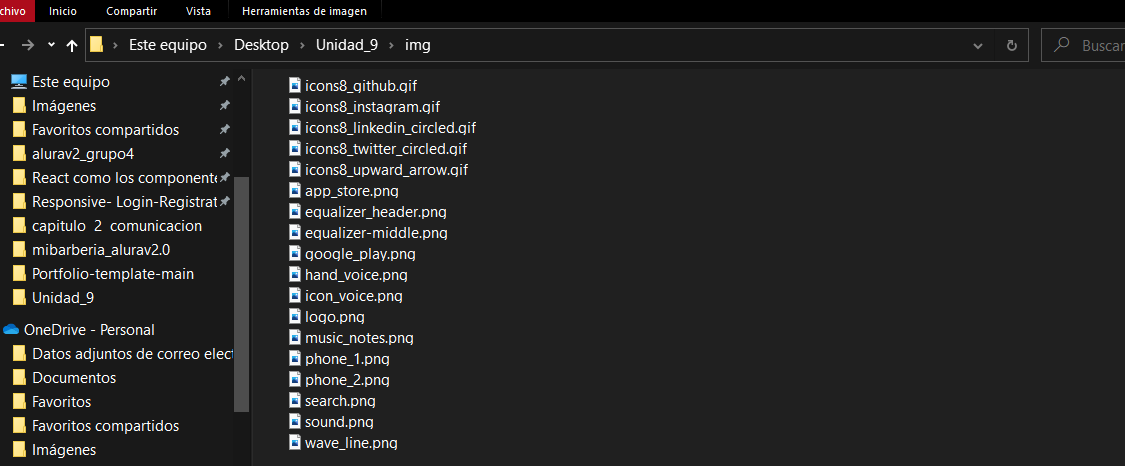 chivo Inicio Compartir Vista Herramientas de imagen
Este equipo › Desktop › Unidad_9 › img
Buscar
Este equipo
Imágenes
Favoritos compartidos
alurav2_grupo4
React como los componente
Responsive- Login-Registrat
capitulo 2 comunicacion
mibarberia_alurav2.0
Portfolio-template-main
Unidad_9
OneDrive - Personal
Datos adjuntos de correo elect
Documentos
Favoritos
Favoritos compartidos
Imágenes
icons8_github.gif
icons8_instagram.gif
icons8_linkedin_circled.gif
icons8_twitter_circled.gif
icons8_upward_arrow.gif
app_store.png
equalizer_header.png
equalizer-middle.png
google_play.png
hand_voice.png
icon_voice.png
logo.png
music_notes.png
phone_1.png
phone_2.png
search.png
sound.png
wave_line.png